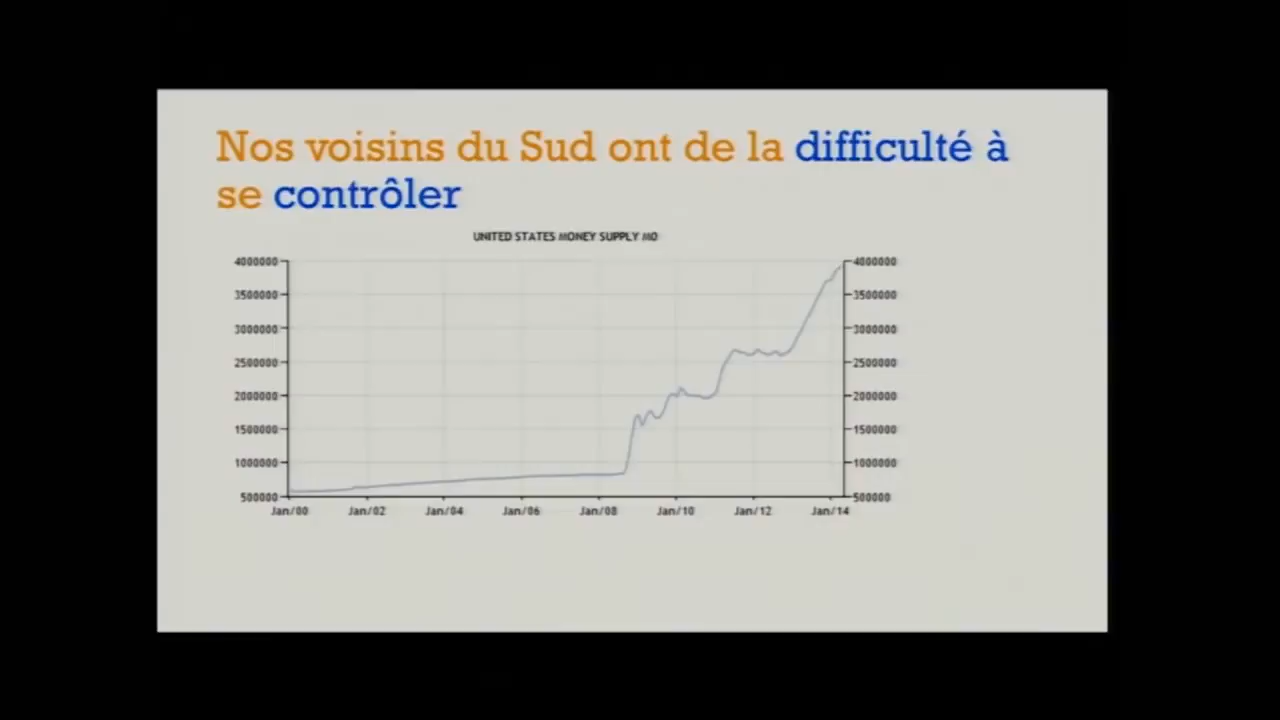 Nos voisins du Sud ont de la difficulté à
se contrôler
UNITED STATES MONEY SUPPLY M0
4000000 4000000
3500000 3500000
3000000 3000000
2500000 2500000
2000000 2000000
1500000 1500000
1000000 1000000
500000 500000
Jan/00 Jan/02 Jan/04 Jan/06 Jan/08 Jan/10 Jan/12 Jan/14